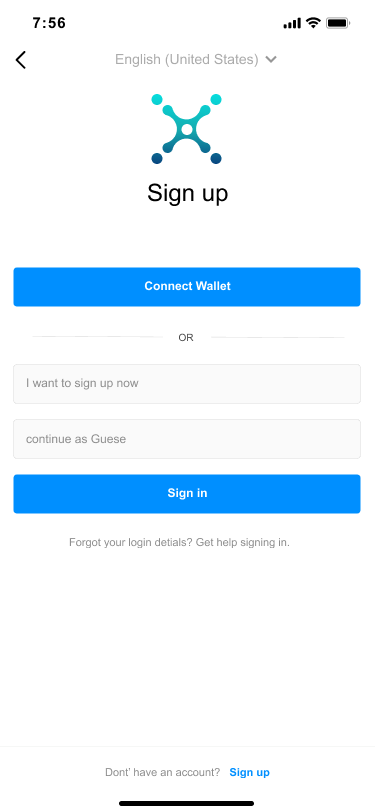 7:56
English (United States)
Sign up
Connect Wallet
OR
I want to sign up now
continue as Guese
Sign in
Forgot your login detials? Get help signing in.
Dont' have an account? Sign up